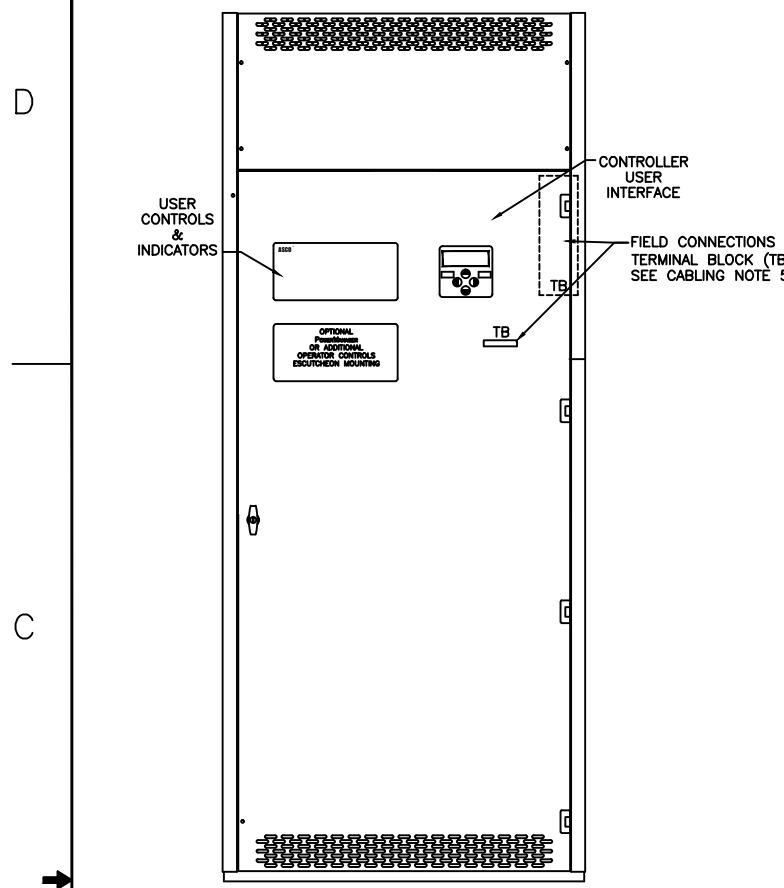 D
CONTROLLER
USER
INTERFACE
USER
CONTROLS
&
INDICATORS
ASCO
FIELD CONNECTIONS
TERMINAL BLOCK (TB
SEE CABLING NOTE 5
TB
TB
OPTIONAL
PowerManager
OR ADDITIONAL
OPERATOR CONTROLS
ESCUTCHEON MOUNTING
C